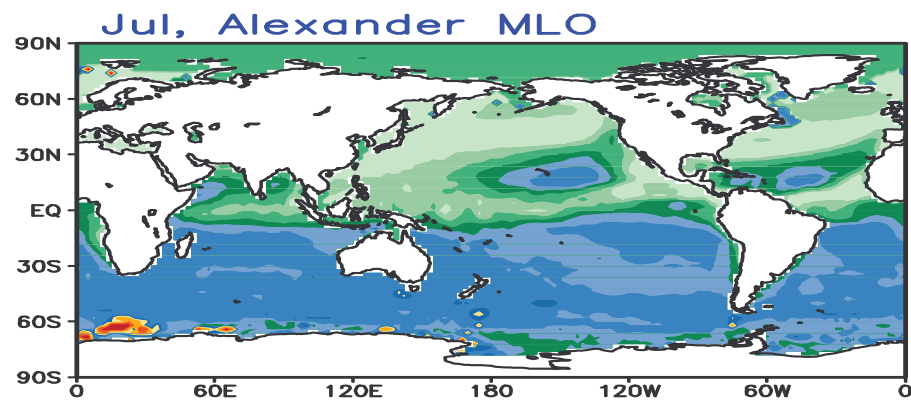 Jul, Alexander MLO
90N
60N
30N
EQ
30S
60S
90S
0 60E 120E 180 120W 60W 0